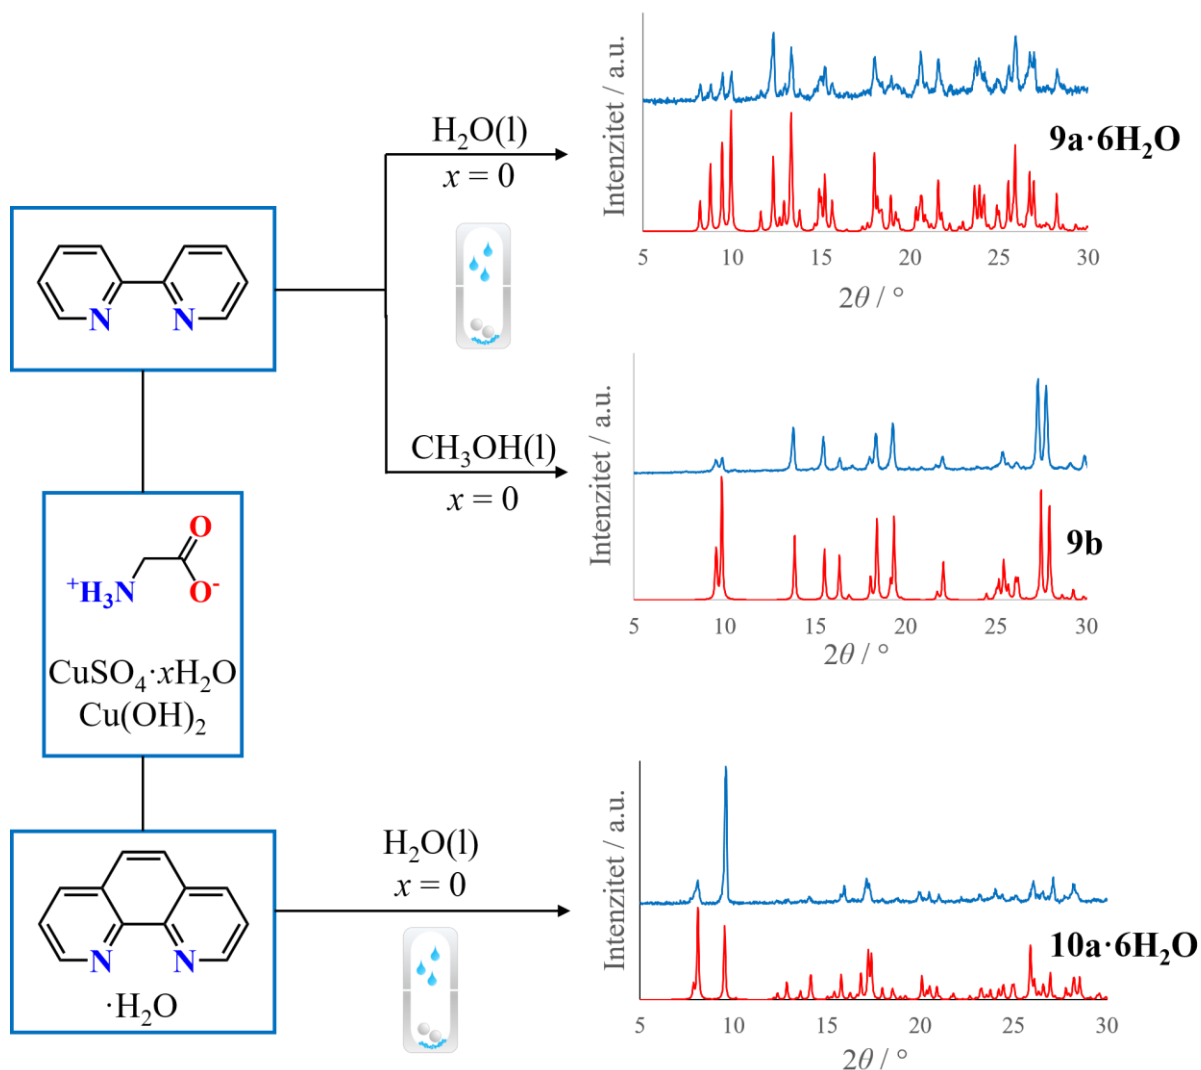 H₂O(l)
x = 0
Intenzitet / a.u.
9a·6H₂O
5 10 15 20 25 30
2θ / °
N N
CH₃OH(l)
x = 0
Intenzitet / a.u.
9b
5 10 15 20 25 30
2θ / °
O
⁺H₃N O⁻
CuSO₄·xH₂O
Cu(OH)₂
N N
·H₂O
H₂O(l)
x = 0
Intenzitet / a.u.
10a·6H₂O
5 10 15 20 25 30
2θ / °